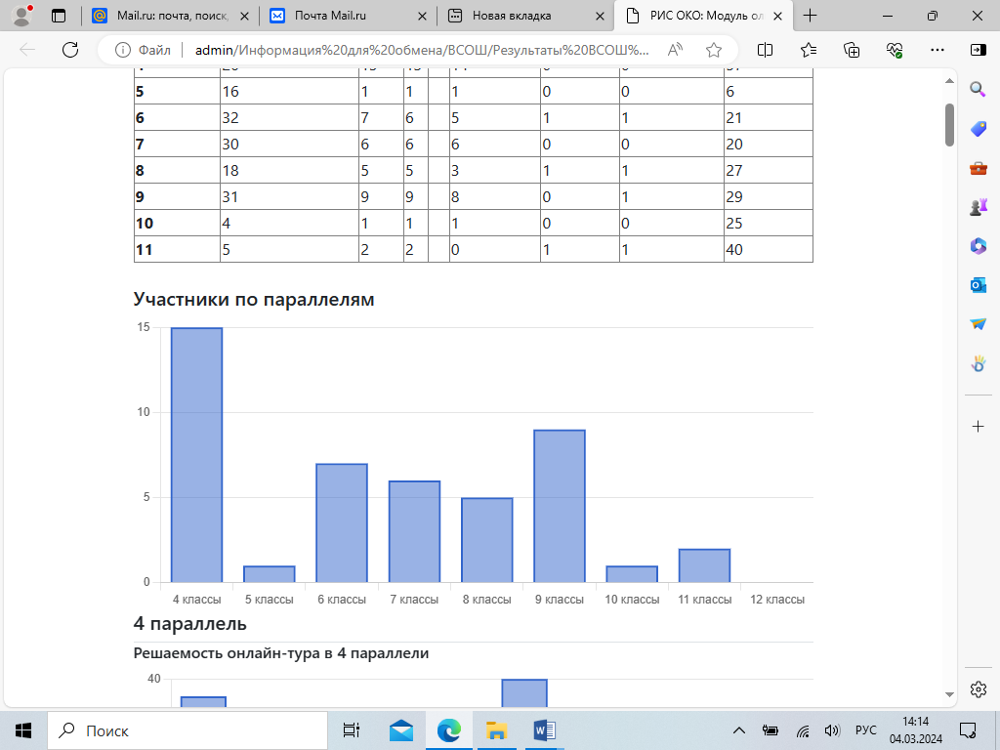 Mail.ru: почта, поиск,
Почта Mail.ru
Новая вкладка
РИС ОКО: Модуль ол
Файл
admin/Информация%20для%20обмена/ВСОШ/Результаты%20ВСОШ%...
5 16 1 1 1 0 0 6
6 32 7 6 5 1 1 21
7 30 6 6 6 0 0 20
8 18 5 5 3 1 1 27
9 31 9 9 8 0 1 29
10 4 1 1 1 0 0 25
11 5 2 2 0 1 1 40
Участники по параллелям
15
10
5
0
4 классы 5 классы 6 классы 7 классы 8 классы 9 классы 10 классы 11 классы 12 классы
4 параллель
Решаемость онлайн-тура в 4 параллели
40
Поиск
РУС
14:14
04.03.2024